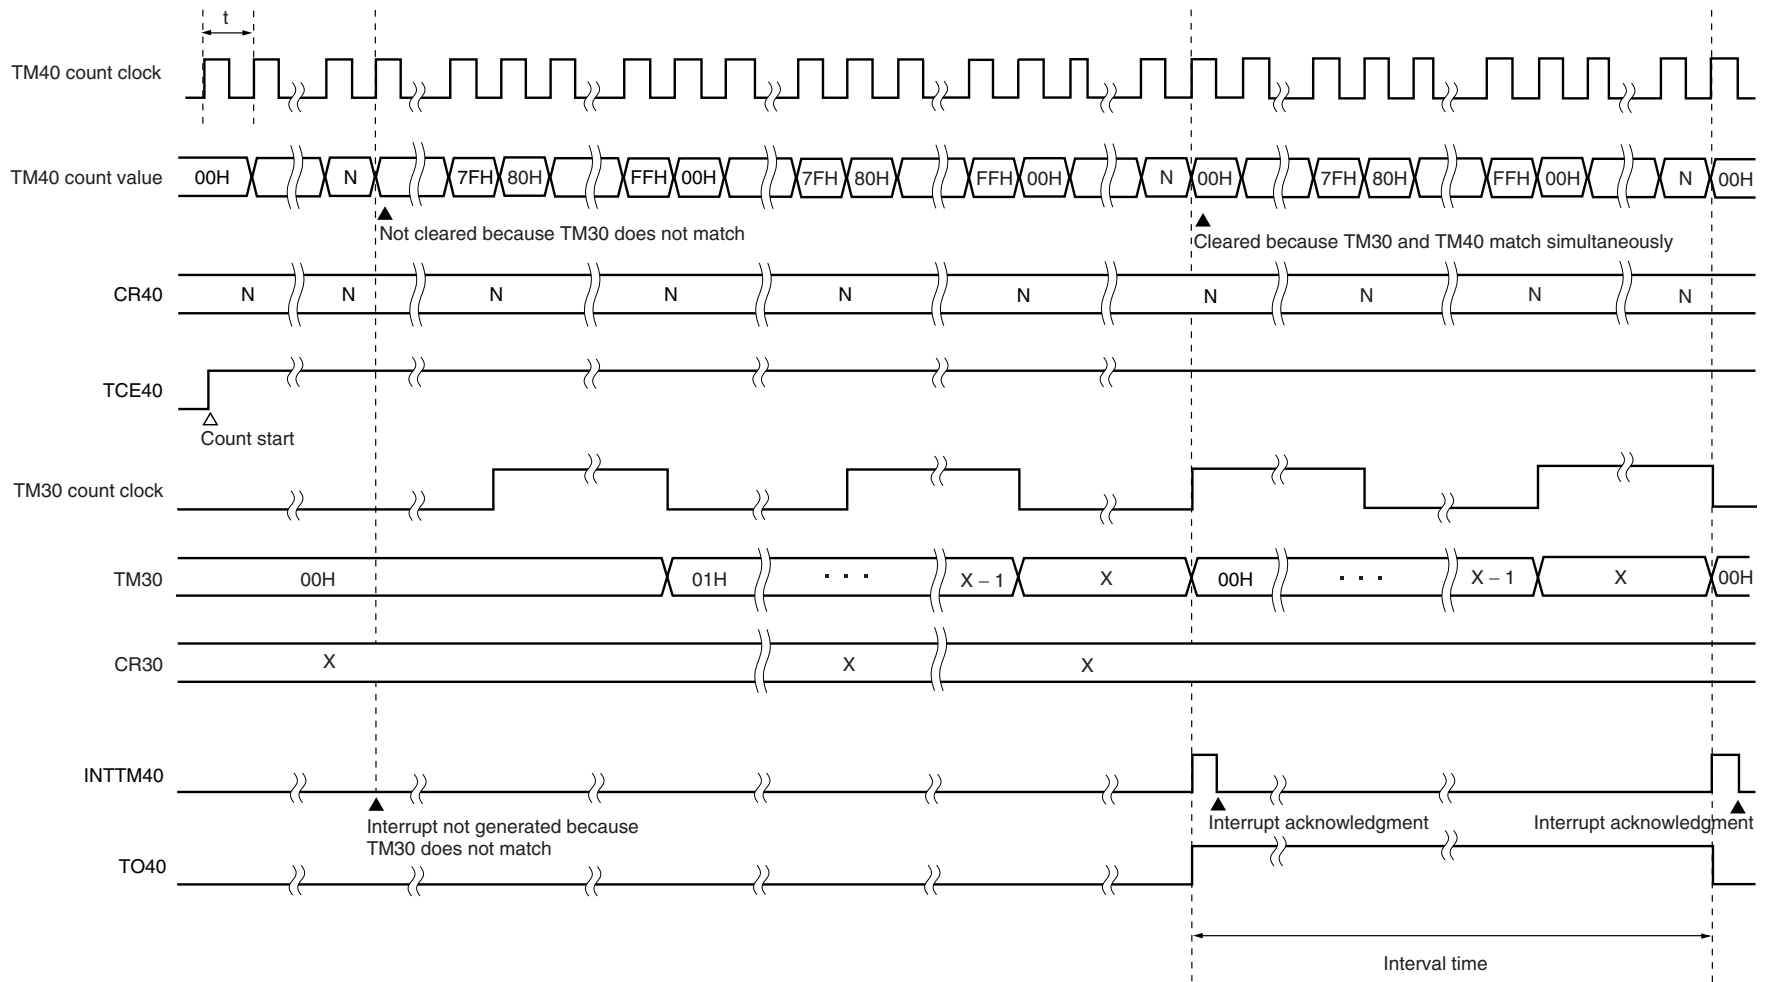 t
TM40 count clock
TM40 count value 00H N 7FH 80H FFH 00H 7FH 80H FFH 00H N 00H 7FH 80H FFH 00H N 00H
Not cleared because TM30 does not match
Cleared because TM30 and TM40 match simultaneously
CR40 N N N N N N N N N N
TCE40
Count start
TM30 count clock
TM30 00H 01H · · · X – 1 X 00H · · · X – 1 X 00H
CR30 X X X
INTTM40
Interrupt not generated because
TM30 does not match
Interrupt acknowledgment
Interrupt acknowledgment
TO40
Interval time